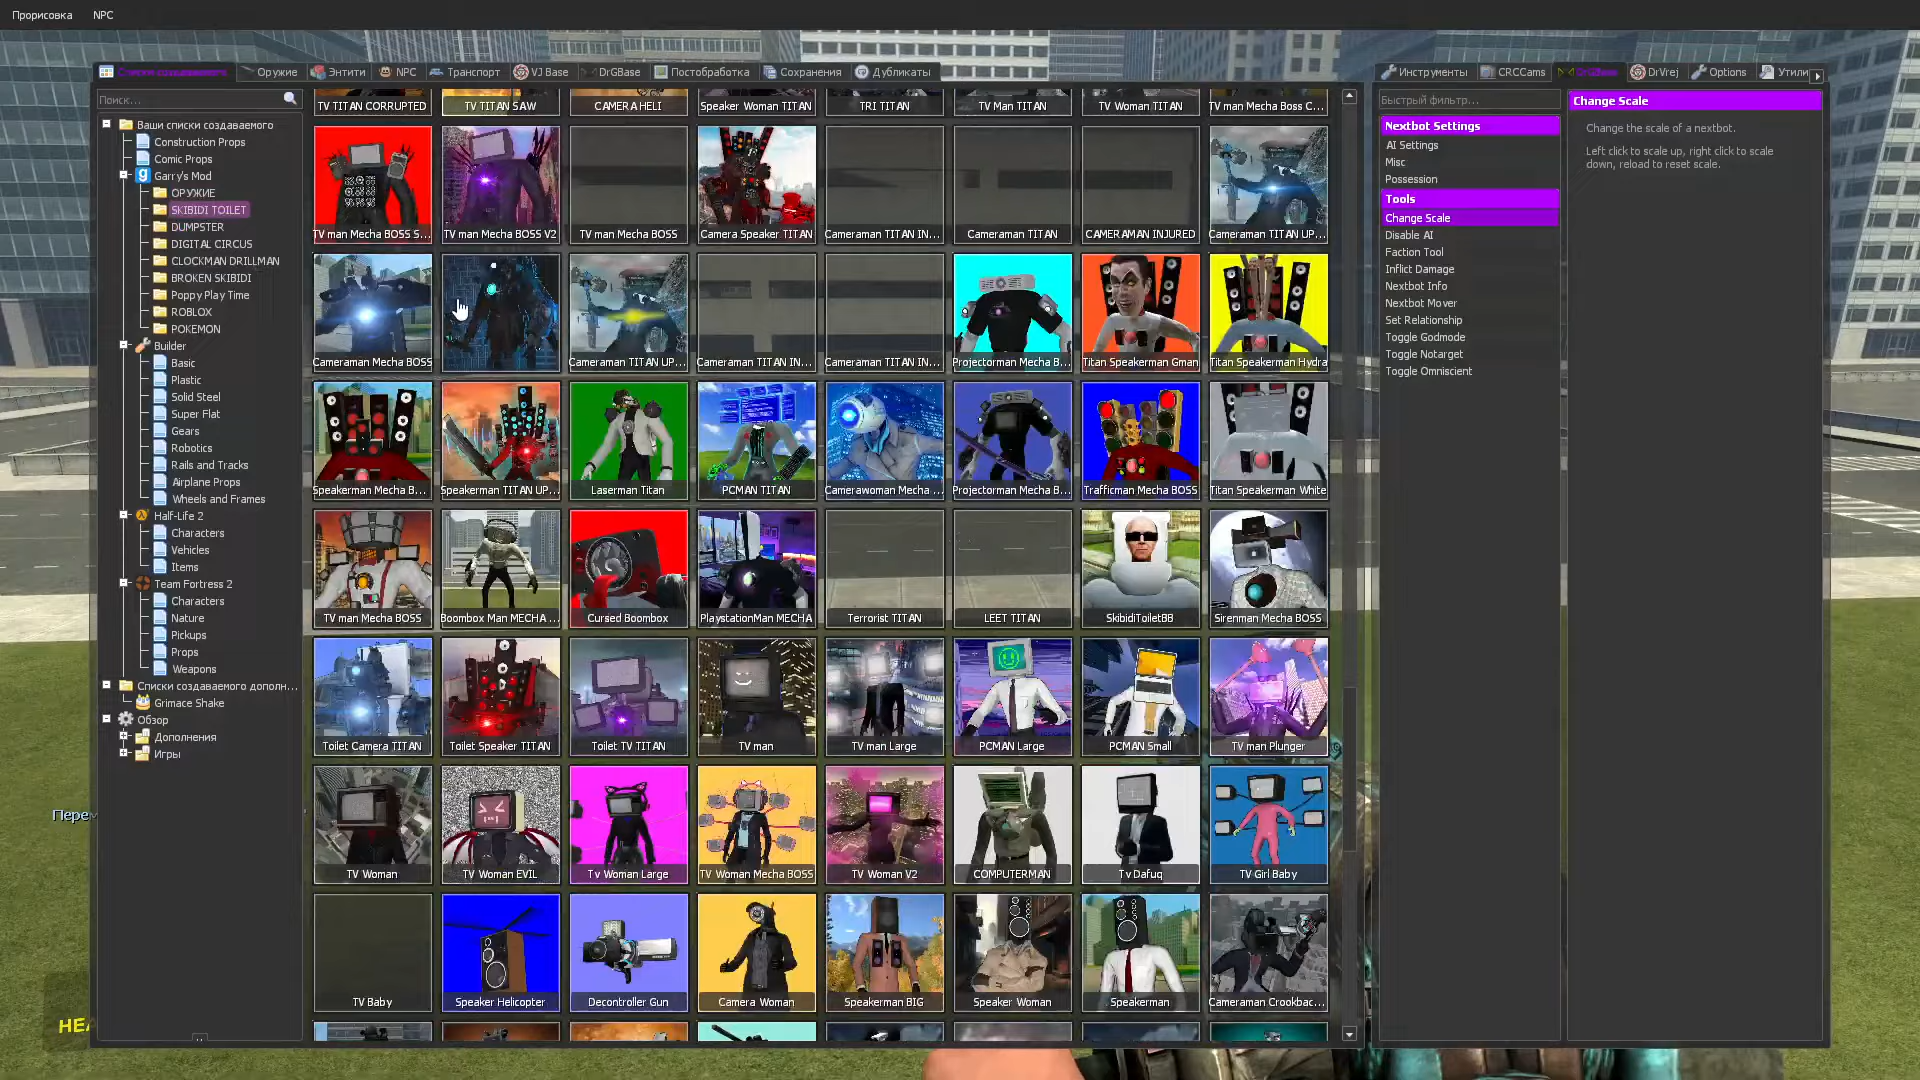 Прорисовка NPC
Оружие Энтити NPC Транспорт VJ Base DrGBase Постобработка Сохранения Дубликаты
Инструменты CRCCams DrVrej Options Утили
Поиск...
Ваши списки создаваемого
Construction Props
Comic Props
Garry's Mod
ОРУЖИЕ
SKIBIDI TOILET
DUMPSTER
DIGITAL CIRCUS
CLOCKMAN DRILLMAN
BROKEN SKIBIDI
Poppy Play Time
ROBLOX
POKEMON
Builder
Basic
Plastic
Solid Steel
Super Flat
Gears
Robotics
Rails and Tracks
Airplane Props
Wheels and Frames
Half-Life 2
Characters
Vehicles
Items
Team Fortress 2
Characters
Nature
Pickups
Props
Weapons
Списки создаваемого дополн...
Grimace Shake
Обзор
Дополнения
Игры
TV TITAN CORRUPTED TV TITAN SAW CAMERA HELI Speaker Woman TITAN TRI TITAN TV Man TITAN TV Woman TITAN TV man Mecha Boss C...
TV man Mecha BOSS S... TV man Mecha BOSS V2 TV man Mecha BOSS Camera Speaker TITAN Cameraman TITAN IN... Cameraman TITAN CAMERAMAN INJURED Cameraman TITAN UP...
Cameraman Mecha BOSS Cameraman TITAN UP... Cameraman TITAN IN... Cameraman TITAN IN... Projectorman Mecha B... Titan Speakerman Gman Titan Speakerman Hydra
Speakerman Mecha B... Speakerman TITAN UP... Laserman Titan PCMAN TITAN Camerawoman Mecha ... Projectorman Mecha B... Trafficman Mecha BOSS Titan Speakerman White
TV man Mecha BOSS Boombox Man MECHA ... Cursed Boombox PlaystationMan MECHA Terrorist TITAN LEET TITAN SkibidiToiletBB Sirenman Mecha BOSS
Toilet Camera TITAN Toilet Speaker TITAN Toilet TV TITAN TV man TV man Large PCMAN Large PCMAN Small TV man Plunger
TV Woman TV Woman EVIL Tv Woman Large TV Woman Mecha BOSS TV Woman V2 COMPUTERMAN Tv Dafuq TV Girl Baby
TV Baby Speaker Helicopter Decontroller Gun Camera Woman Speakerman BIG Speaker Woman Speakerman Cameraman Crookbac...
Быстрый фильтр...
Nextbot Settings
AI Settings
Misc
Possession
Tools
Change Scale
Disable AI
Faction Tool
Inflict Damage
Nextbot Info
Nextbot Mover
Set Relationship
Toggle Godmode
Toggle Notarget
Toggle Omniscient
Change Scale
Change the scale of a nextbot.
Left click to scale up, right click to scale
down, reload to reset scale.